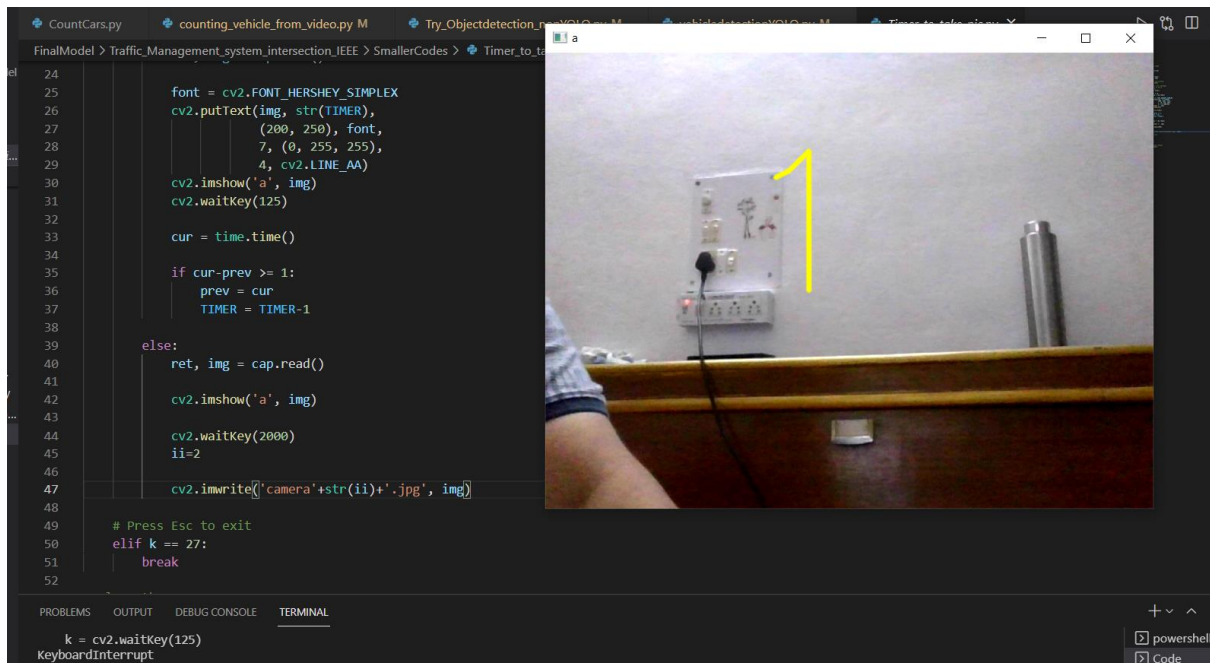 CountCars.py counting_vehicle_from_video.py M Try_Objectdetection_nonYOLO.py M vehicledetectionYOLO.py M
a
FinalModel > Traffic_Management_system_intersection_IEEE > SmallerCodes > Timer_to_ta
24
25 font = cv2.FONT_HERSHEY_SIMPLEX
26 cv2.putText(img, str(TIMER),
27 (200, 250), font,
28 7, (0, 255, 255),
29 4, cv2.LINE_AA)
30 cv2.imshow('a', img)
31 cv2.waitKey(125)
32
33 cur = time.time()
34
35 if cur-prev >= 1:
36 prev = cur
37 TIMER = TIMER-1
38
39 else:
40 ret, img = cap.read()
41
42 cv2.imshow('a', img)
43
44 cv2.waitKey(2000)
45 ii=2
46
47 cv2.imwrite('camera'+str(ii)+'.jpg', img)
48
49 # Press Esc to exit
50 elif k == 27:
51 break
52
1
PROBLEMS OUTPUT DEBUG CONSOLE TERMINAL
k = cv2.waitKey(125)
KeyboardInterrupt
powershell
Code